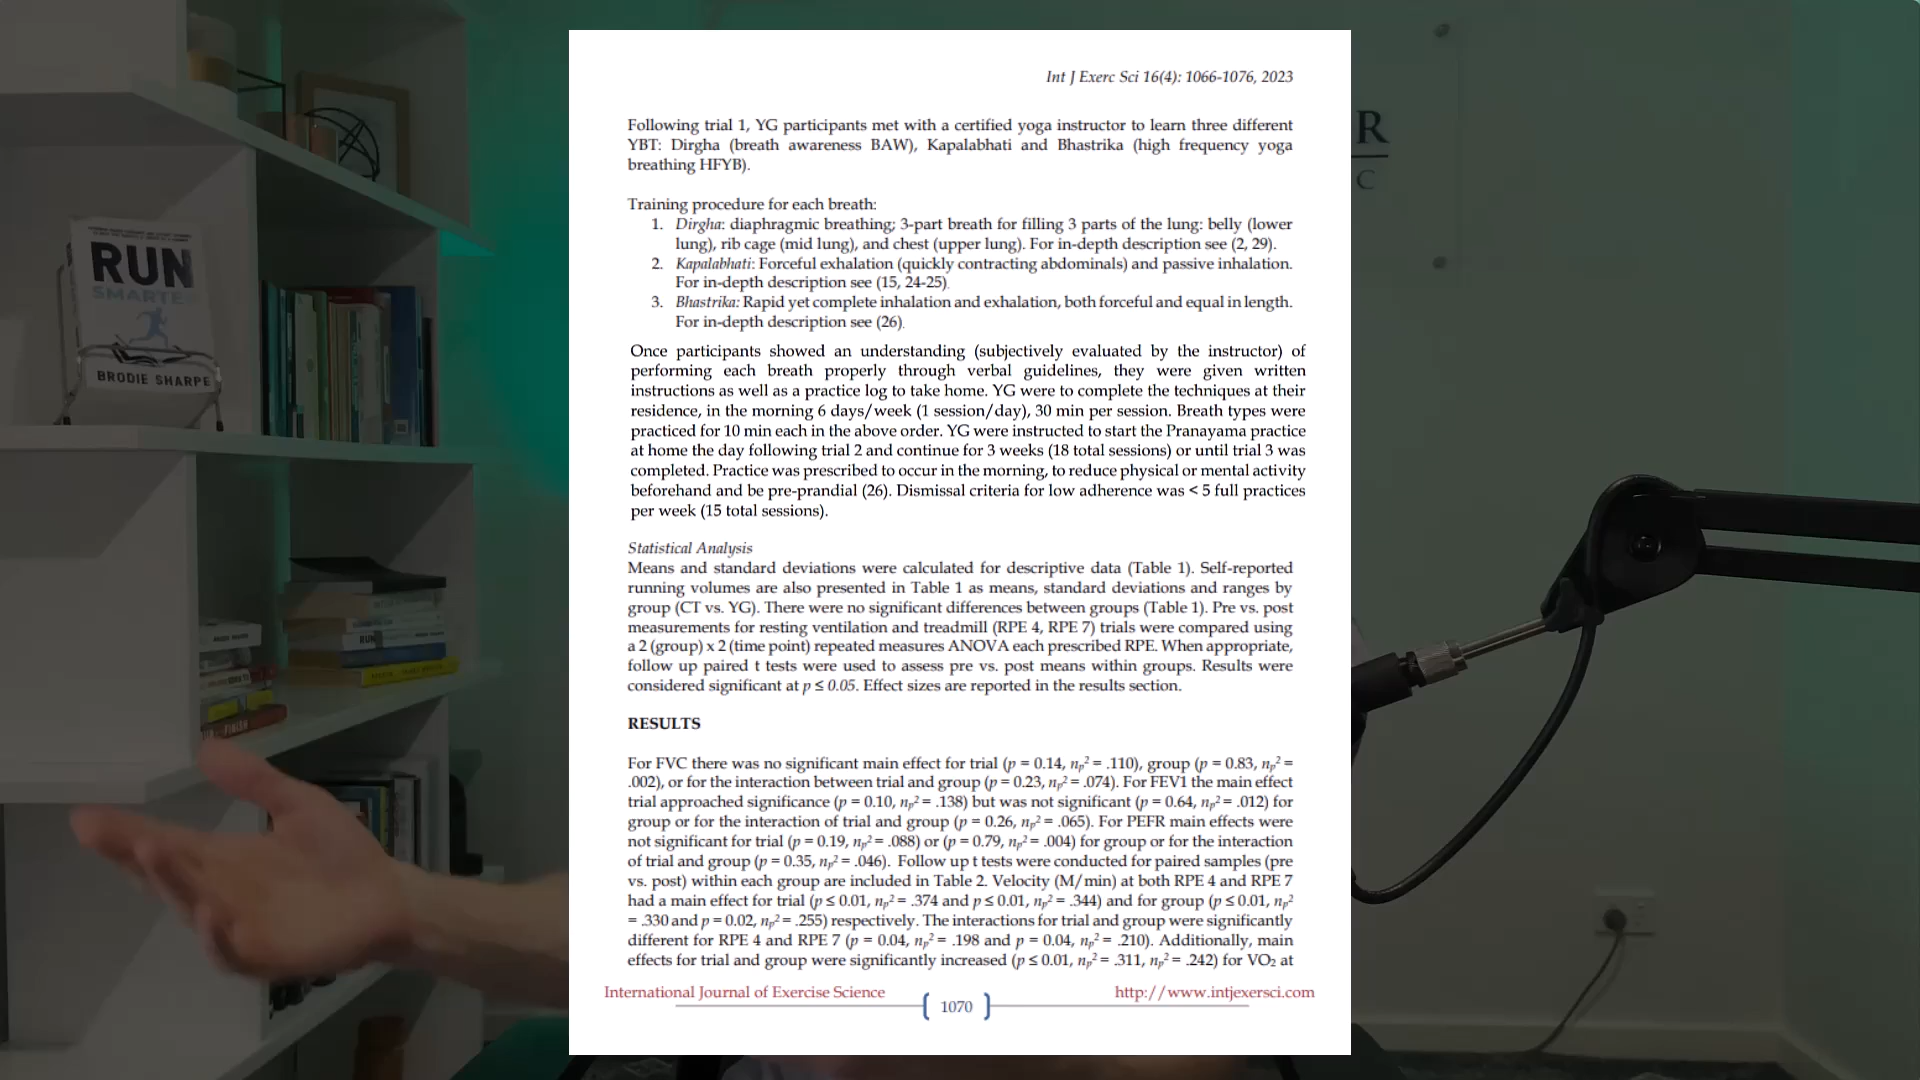 Int J Exerc Sci 16(4): 1066-1076, 2023
Following trial 1, YG participants met with a certified yoga instructor to learn three different
YBT: Dirgha (breath awareness BAW), Kapalabhati and Bhastrika (high frequency yoga
breathing HFYB).
Training procedure for each breath:
1. Dirgha: diaphragmic breathing; 3-part breath for filling 3 parts of the lung: belly (lower
lung), rib cage (mid lung), and chest (upper lung). For in-depth description see (2, 29).
2. Kapalabhati: Forceful exhalation (quickly contracting abdominals) and passive inhalation.
For in-depth description see (15, 24-25).
3. Bhastrika: Rapid yet complete inhalation and exhalation, both forceful and equal in length.
For in-depth description see (26).
Once participants showed an understanding (subjectively evaluated by the instructor) of
performing each breath properly through verbal guidelines, they were given written
instructions as well as a practice log to take home. YG were to complete the techniques at their
residence, in the morning 6 days/week (1 session/day), 30 min per session. Breath types were
practiced for 10 min each in the above order. YG were instructed to start the Pranayama practice
at home the day following trial 2 and continue for 3 weeks (18 total sessions) or until trial 3 was
completed. Practice was prescribed to occur in the morning, to reduce physical or mental activity
beforehand and be pre-prandial (26). Dismissal criteria for low adherence was < 5 full practices
per week (15 total sessions).
Statistical Analysis
Means and standard deviations were calculated for descriptive data (Table 1). Self-reported
running volumes are also presented in Table 1 as means, standard deviations and ranges by
group (CT vs. YG). There were no significant differences between groups (Table 1). Pre vs. post
measurements for resting ventilation and treadmill (RPE 4, RPE 7) trials were compared using
a 2 (group) x 2 (time point) repeated measures ANOVA each prescribed RPE. When appropriate,
follow up paired t tests were used to assess pre vs. post means within groups. Results were
considered significant at p ≤ 0.05. Effect sizes are reported in the results section.
RESULTS
For FVC there was no significant main effect for trial (p = 0.14, nₚ² = .110), group (p = 0.83, nₚ² =
.002), or for the interaction between trial and group (p = 0.23, nₚ² = .074). For FEV1 the main effect
trial approached significance (p = 0.10, nₚ² = .138) but was not significant (p = 0.64, nₚ² = .012) for
group or for the interaction of trial and group (p = 0.26, nₚ² = .065). For PEFR main effects were
not significant for trial (p = 0.19, nₚ² = .088) or (p = 0.79, nₚ² = .004) for group or for the interaction
of trial and group (p = 0.35, nₚ² = .046). Follow up t tests were conducted for paired samples (pre
vs. post) within each group are included in Table 2. Velocity (M/min) at both RPE 4 and RPE 7
had a main effect for trial (p ≤ 0.01, nₚ² = .374 and p ≤ 0.01, nₚ² = .344) and for group (p ≤ 0.01, nₚ²
= .330 and p = 0.02, nₚ² = .255) respectively. The interactions for trial and group were significantly
different for RPE 4 and RPE 7 (p = 0.04, nₚ² = .198 and p = 0.04, nₚ² = .210). Additionally, main
effects for trial and group were significantly increased (p ≤ 0.01, nₚ² = .311, nₚ² = .242) for VO₂ at
International Journal of Exercise Science
1070
http://www.intjexersci.com
RUN
SMARTER
BRODIE SHARPE
R
C
RUN